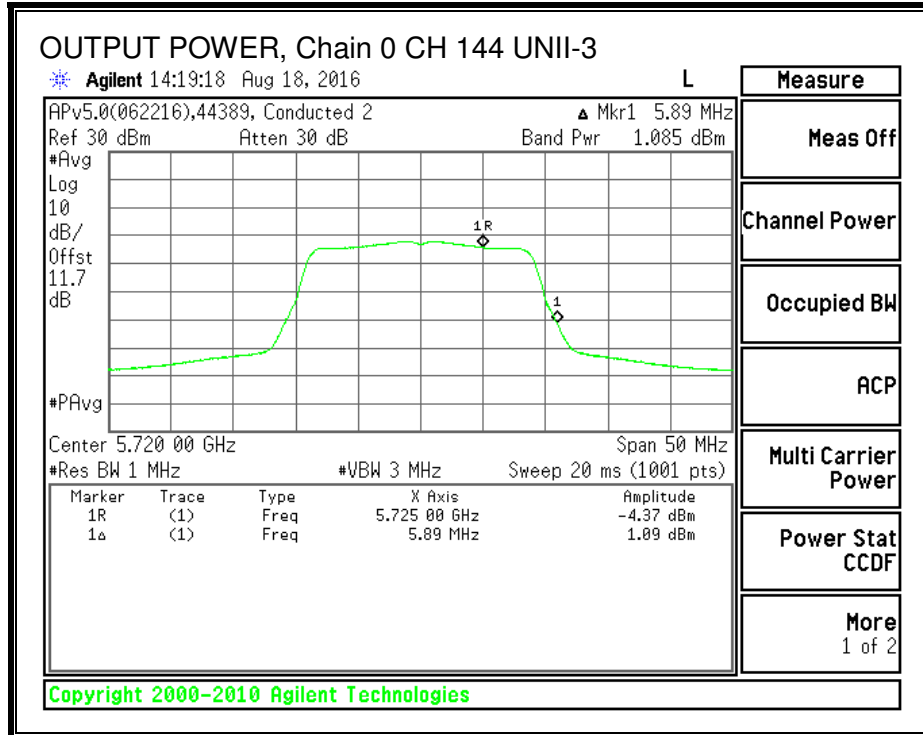 OUTPUT POWER, Chain 0 CH 144 UNII-3
Agilent 14:19:18 Aug 18, 2016 L
Measure
APv5.0(062216),44389, Conducted 2 Δ Mkr1 5.89 MHz
Ref 30 dBm Atten 30 dB Band Pwr 1.085 dBm
#Avg
Log
10
dB/
Offst
11.7
dB
#PAvg
1R
1
Center 5.720 00 GHz Span 50 MHz
#Res BW 1 MHz #VBW 3 MHz Sweep 20 ms (1001 pts)
Marker Trace Type X Axis Amplitude
1R (1) Freq 5.725 00 GHz -4.37 dBm
1Δ (1) Freq 5.89 MHz 1.09 dBm
Meas Off
Channel Power
Occupied BW
ACP
Multi Carrier
Power
Power Stat
CCDF
More
1 of 2
Copyright 2000-2010 Agilent Technologies